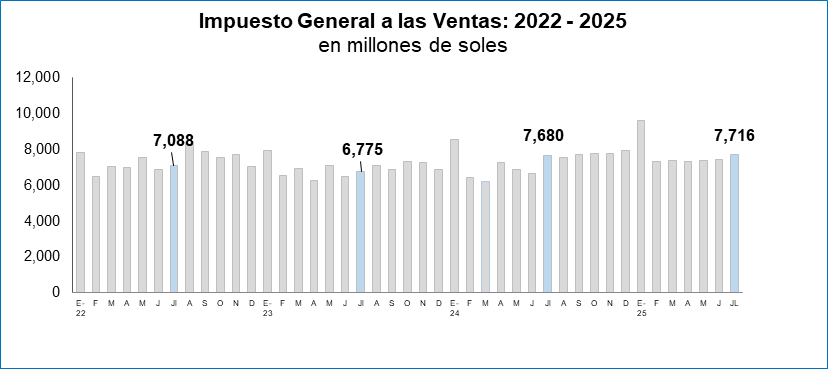 Impuesto General a las Ventas: 2022 - 2025
en millones de soles
12,000
10,000
8,000
6,000
4,000
2,000
0
7,088
6,775
7,680
7,716
E- F M A M J Jl A S O N D E- F M A M J Jl A S O N D E- F M A M J Jl A S O N D E- F M A M J JL
22 23 24 25